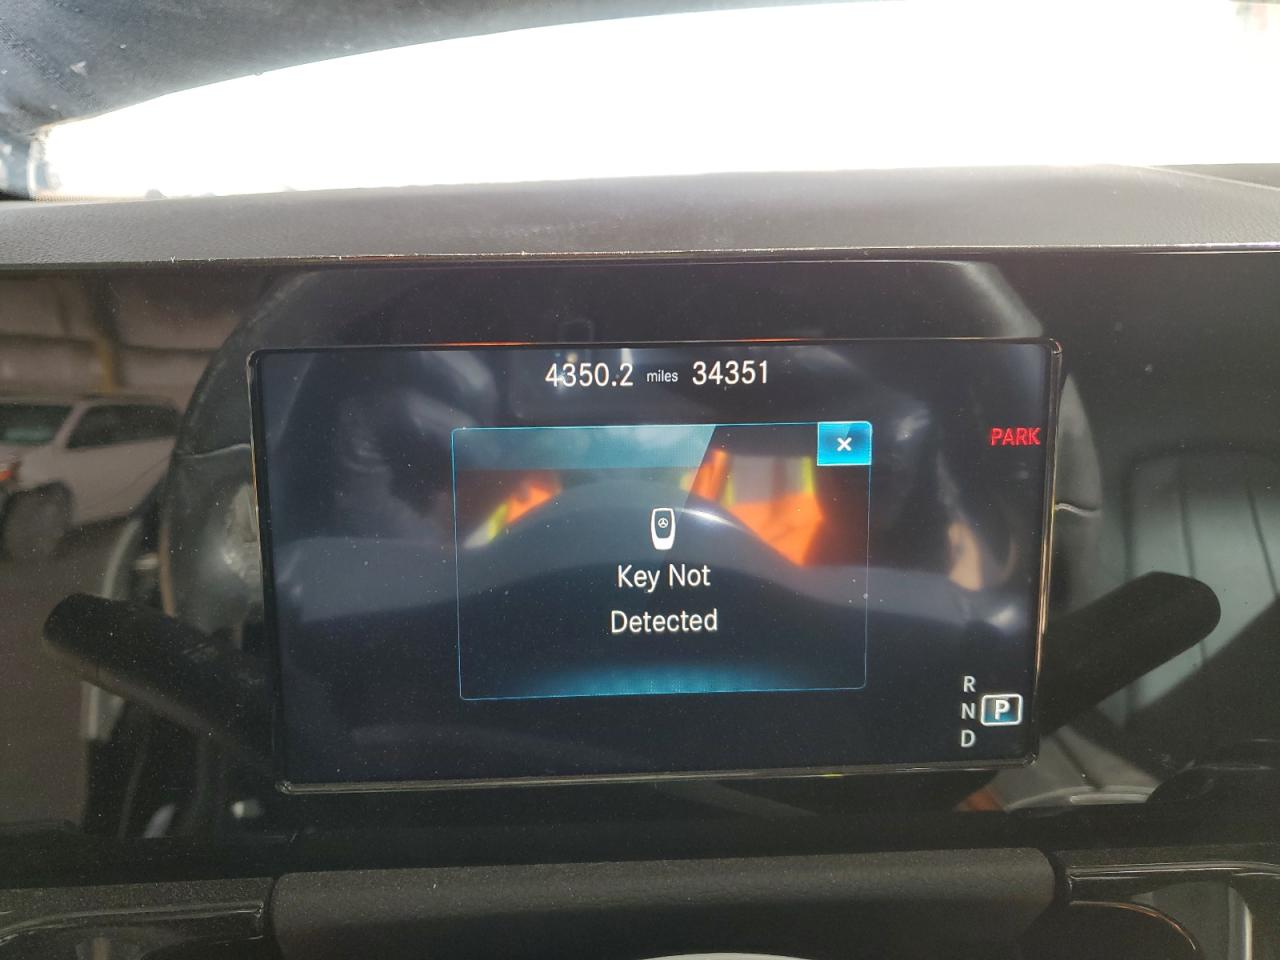 4350.2 miles 34351
×
PARK
Key Not
Detected
R
N P
D